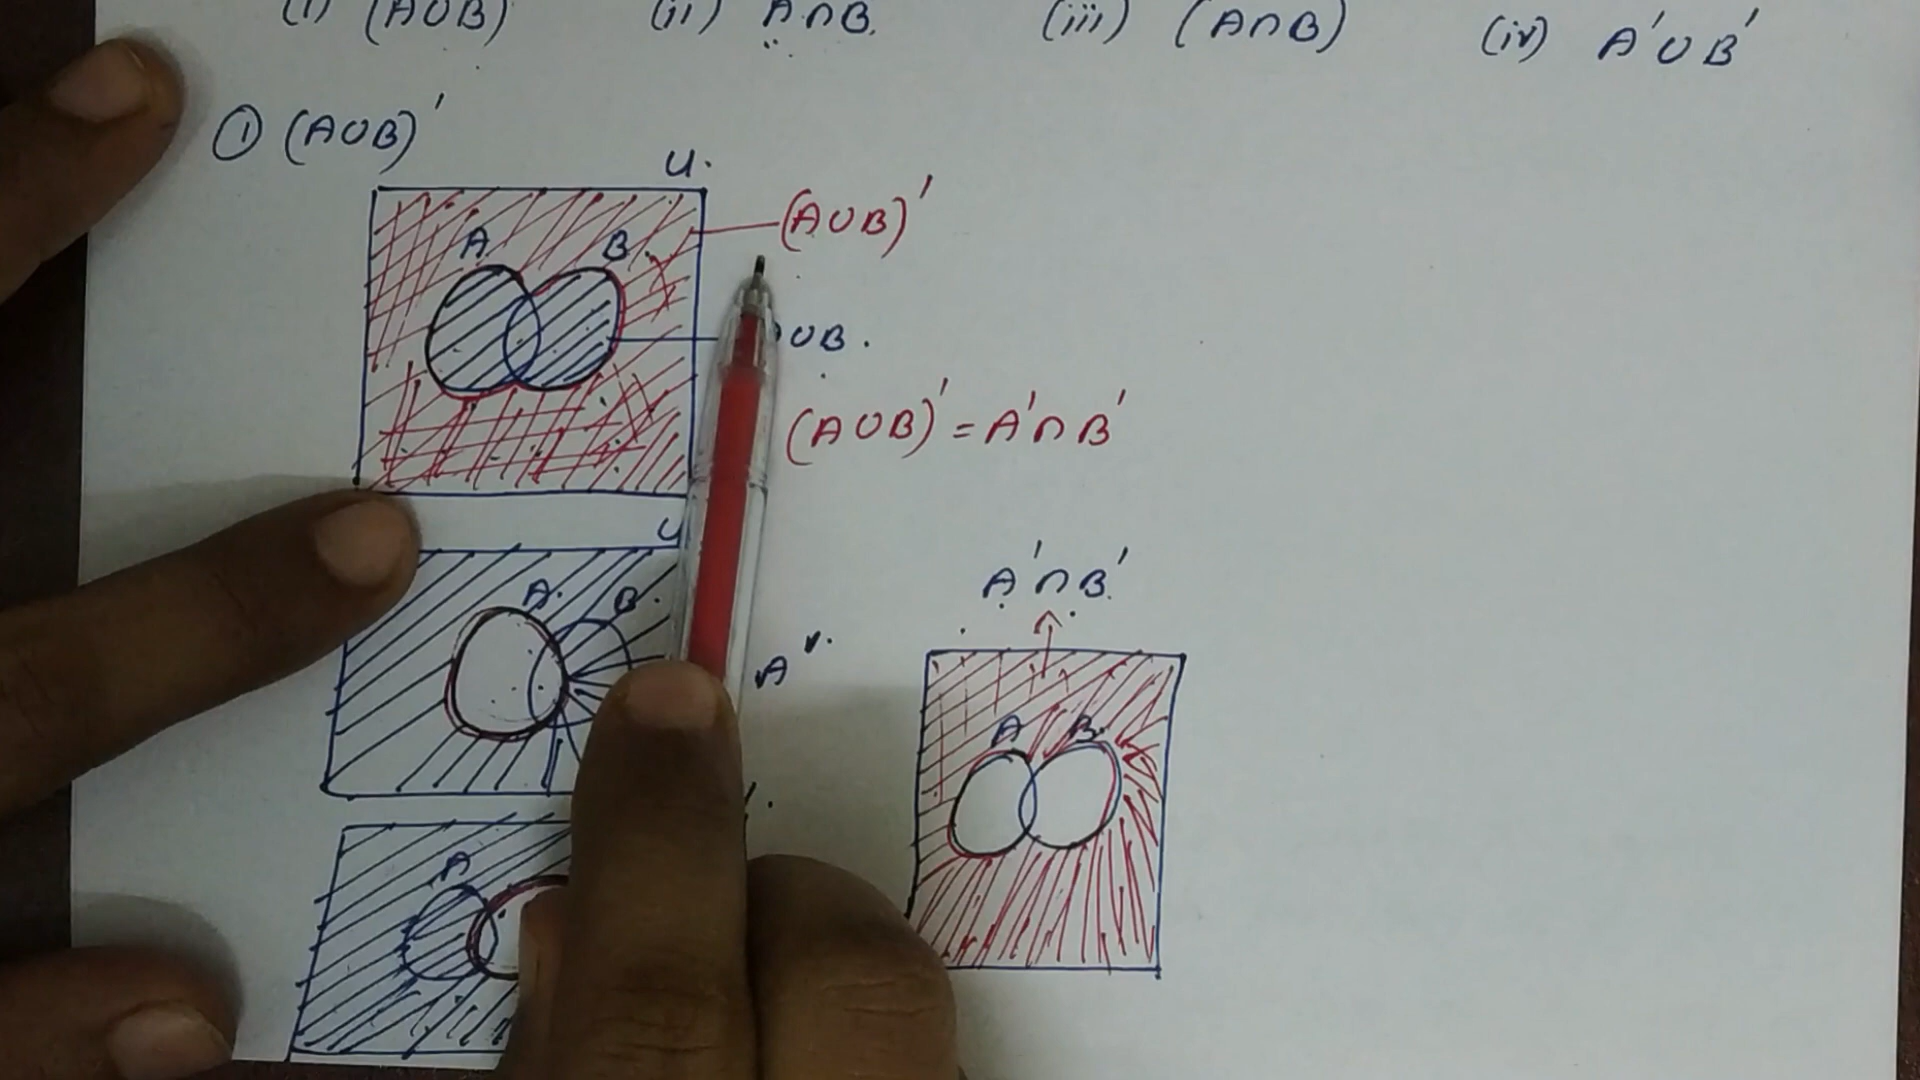 (i) (A∪B) (ii) A∩B. (iii) (A∩B) (iv) A'∪B'
① (A∪B)'
U.
(A∪B)'
A B.
∪B.
(A∪B)' = A'∩B'
U
A'∩B'
A. B.
A'.
A B.
A